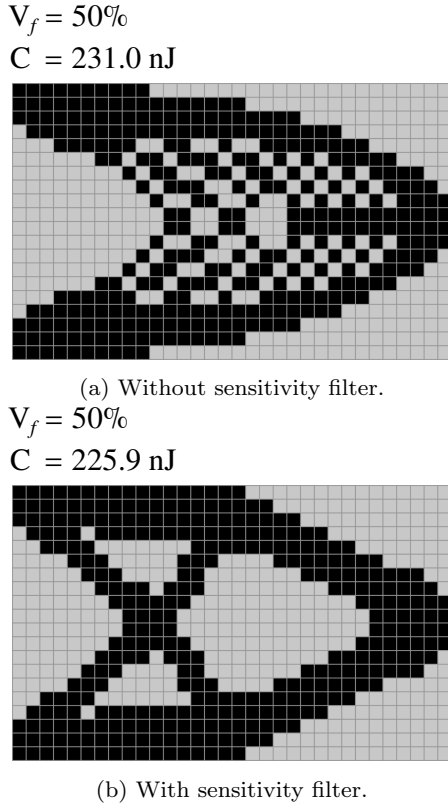 V_f = 50%
C = 231.0 nJ
(a) Without sensitivity filter.
V_f = 50%
C = 225.9 nJ
(b) With sensitivity filter.